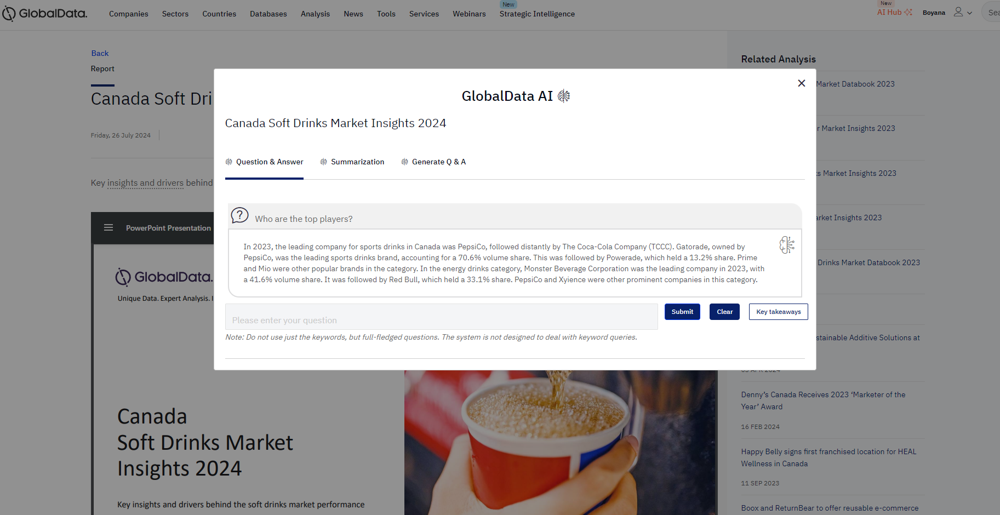 GlobalData.
Companies
Sectors
Countries
Databases
Analysis
News
Tools
Services
Webinars
New
Strategic Intelligence
New
AI Hub
Boyana
Back
Report
Canada Soft Dri
Friday, 26 July 2024
Key insights and drivers behind
PowerPoint Presentation
GlobalData.
Unique Data. Expert Analysis. I
GlobalData AI
Canada Soft Drinks Market Insights 2024
Question & Answer
Summarization
Generate Q & A
Who are the top players?
In 2023, the leading company for sports drinks in Canada was PepsiCo, followed distantly by The Coca-Cola Company (TCCC). Gatorade, owned by
PepsiCo, was the leading sports drinks brand, accounting for a 70.6% volume share. This was followed by Powerade, which held a 13.2% share. Prime
and Mio were other popular brands in the category. In the energy drinks category, Monster Beverage Corporation was the leading company in 2023, with
a 41.6% volume share. It was followed by Red Bull, which held a 33.1% share. PepsiCo and Xyience were other prominent companies in this category.
Please enter your question
Submit
Clear
Key takeaways
Note: Do not use just the keywords, but full-fledged questions. The system is not designed to deal with keyword queries.
Canada
Soft Drinks Market
Insights 2024
Key insights and drivers behind the soft drinks market performance
Related Analysis
Market Databook 2023
r Market Insights 2023
s Market Insights 2023
arket Insights 2023
Drinks Market Databook 2023
stainable Additive Solutions at
Denny's Canada Receives 2023 ‘Marketer of the
Year’ Award
16 FEB 2024
Happy Belly signs first franchised location for HEAL
Wellness in Canada
11 SEP 2023
Boox and ReturnBear to offer reusable e-commerce